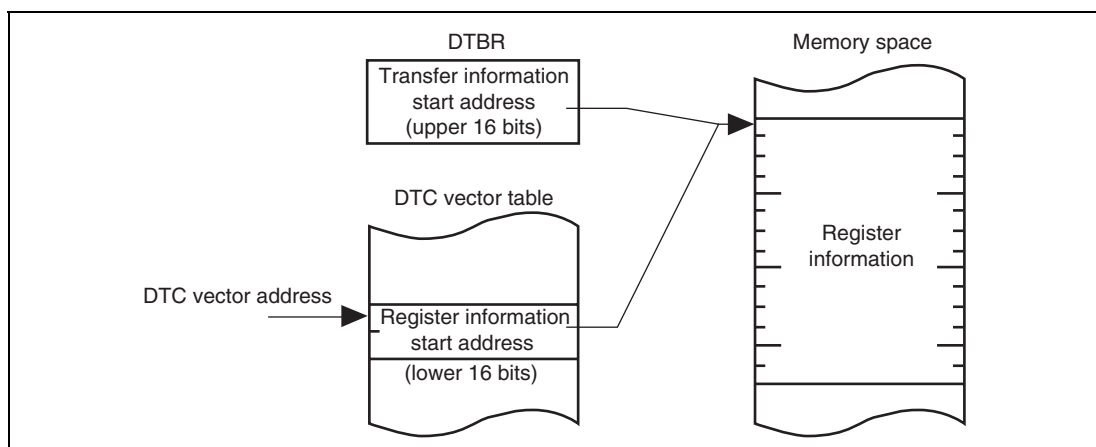 DTBR
Transfer information
start address
(upper 16 bits)
Memory space
DTC vector table
DTC vector address
Register information
start address
(lower 16 bits)
Register
information